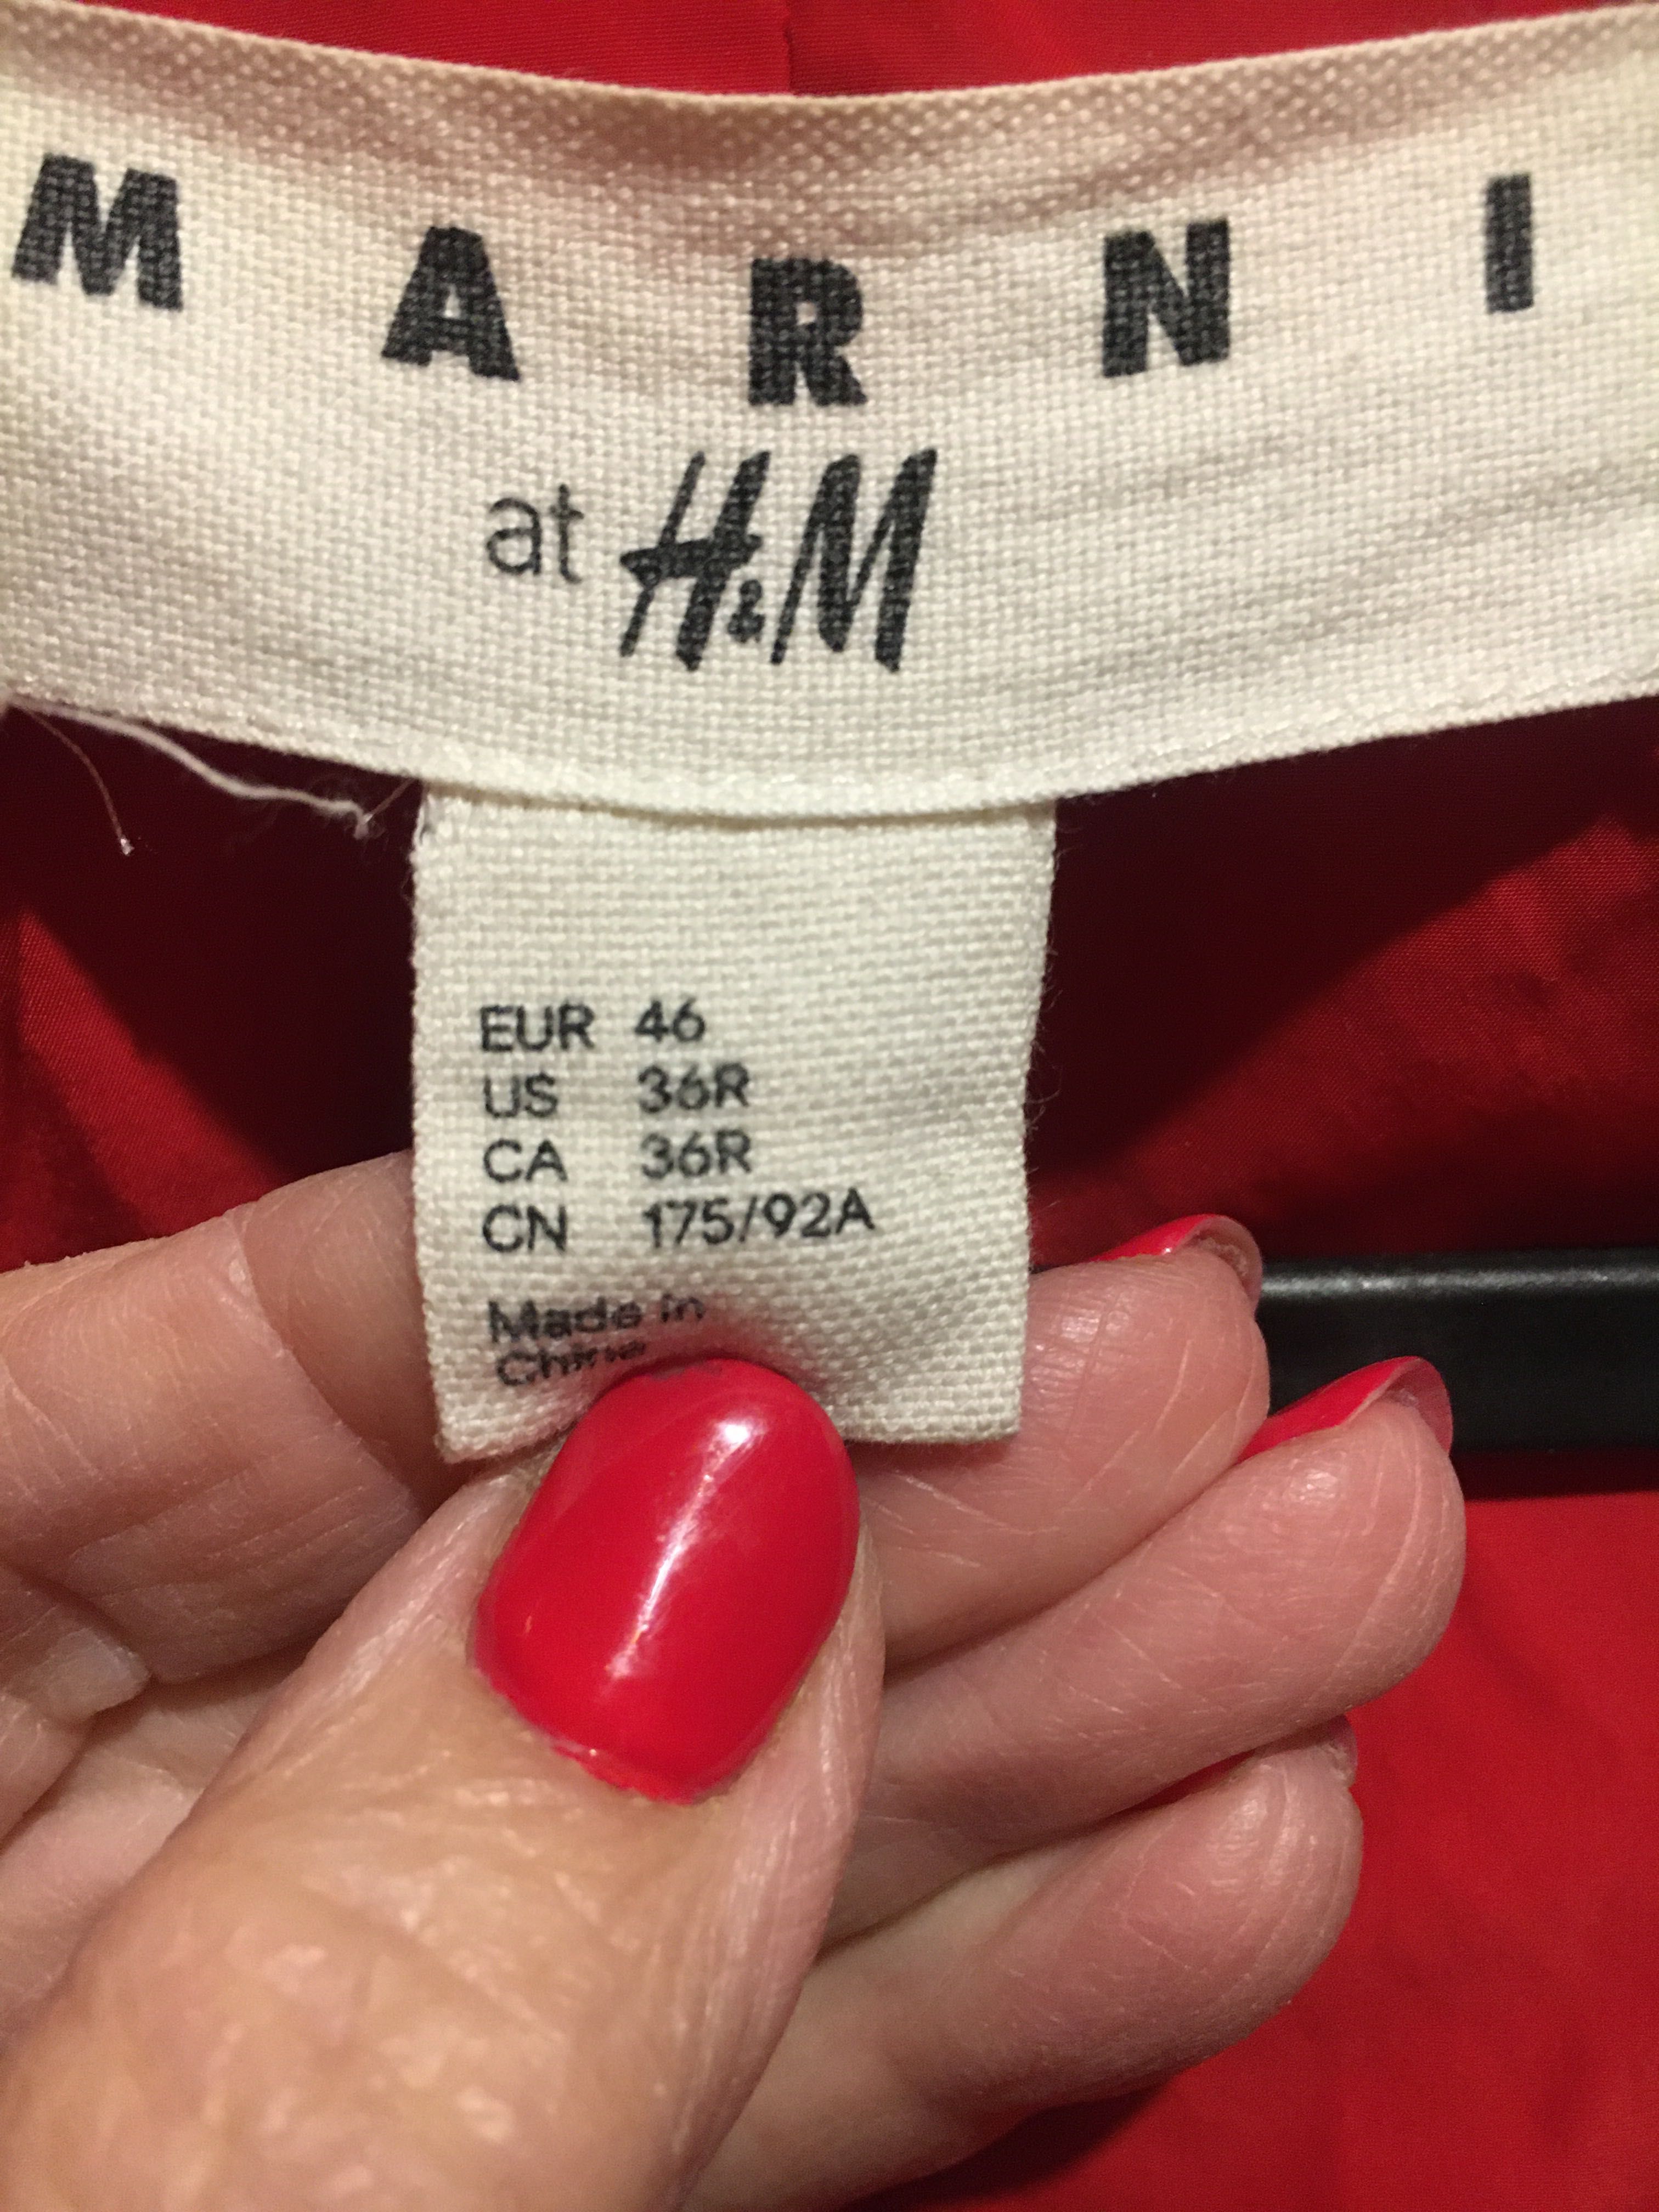 MARNI
at H&M
EUR 46
US 36R
CA 36R
CN 175/92A
Made in
China